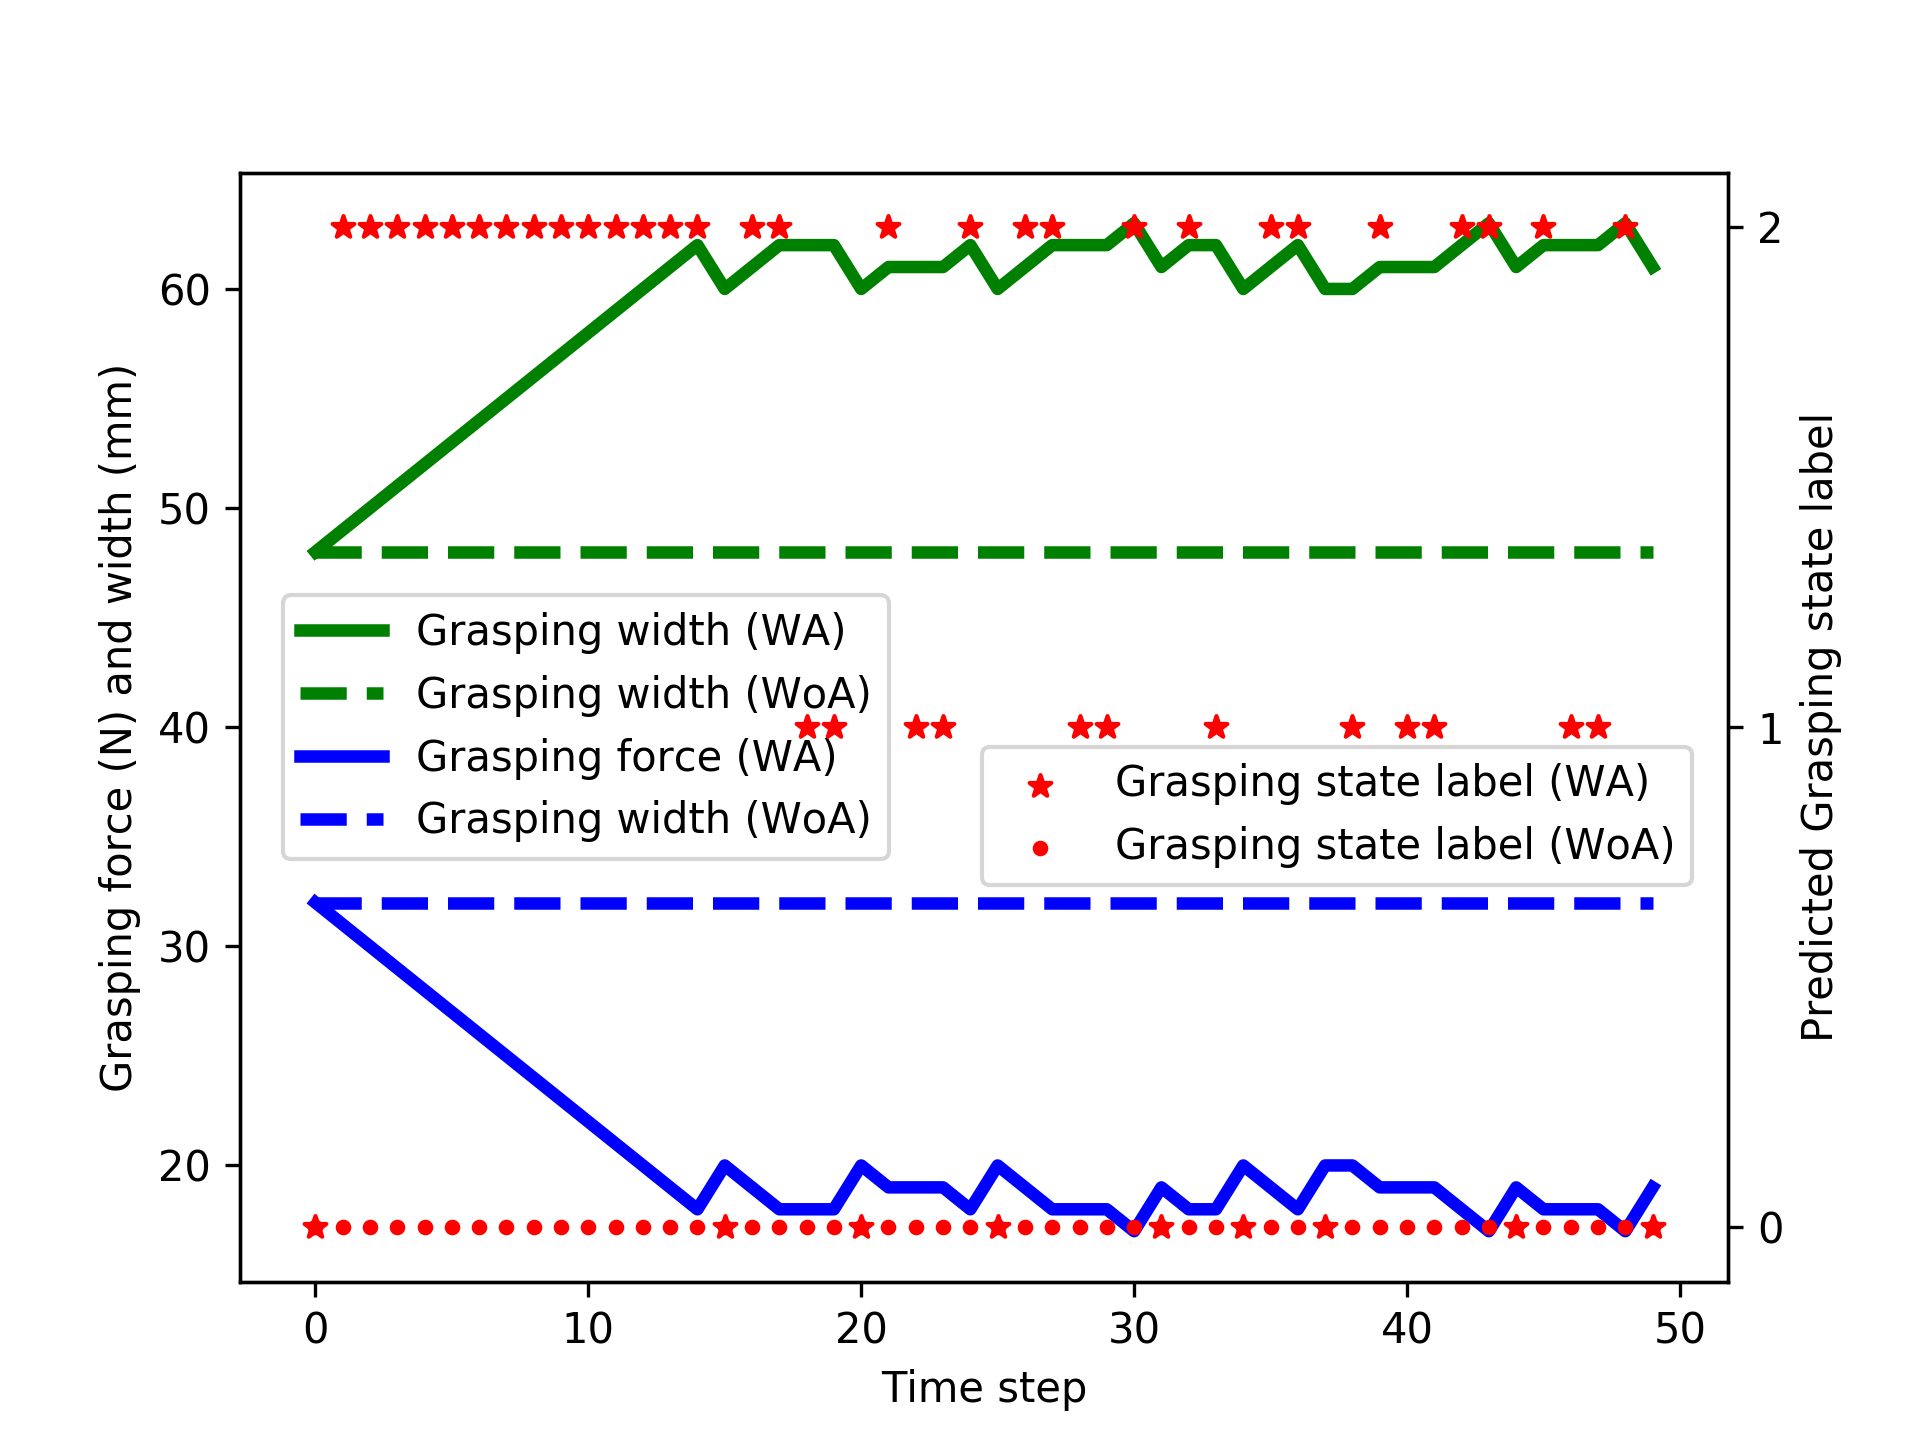 Grasping force (N) and width (mm)
60
50
40
30
20
Grasping width (WA)
Grasping width (WoA)
Grasping force (WA)
Grasping width (WoA)
Grasping state label (WA)
Grasping state label (WoA)
2
1
0
Predicted Grasping state label
0 10 20 30 40 50
Time step